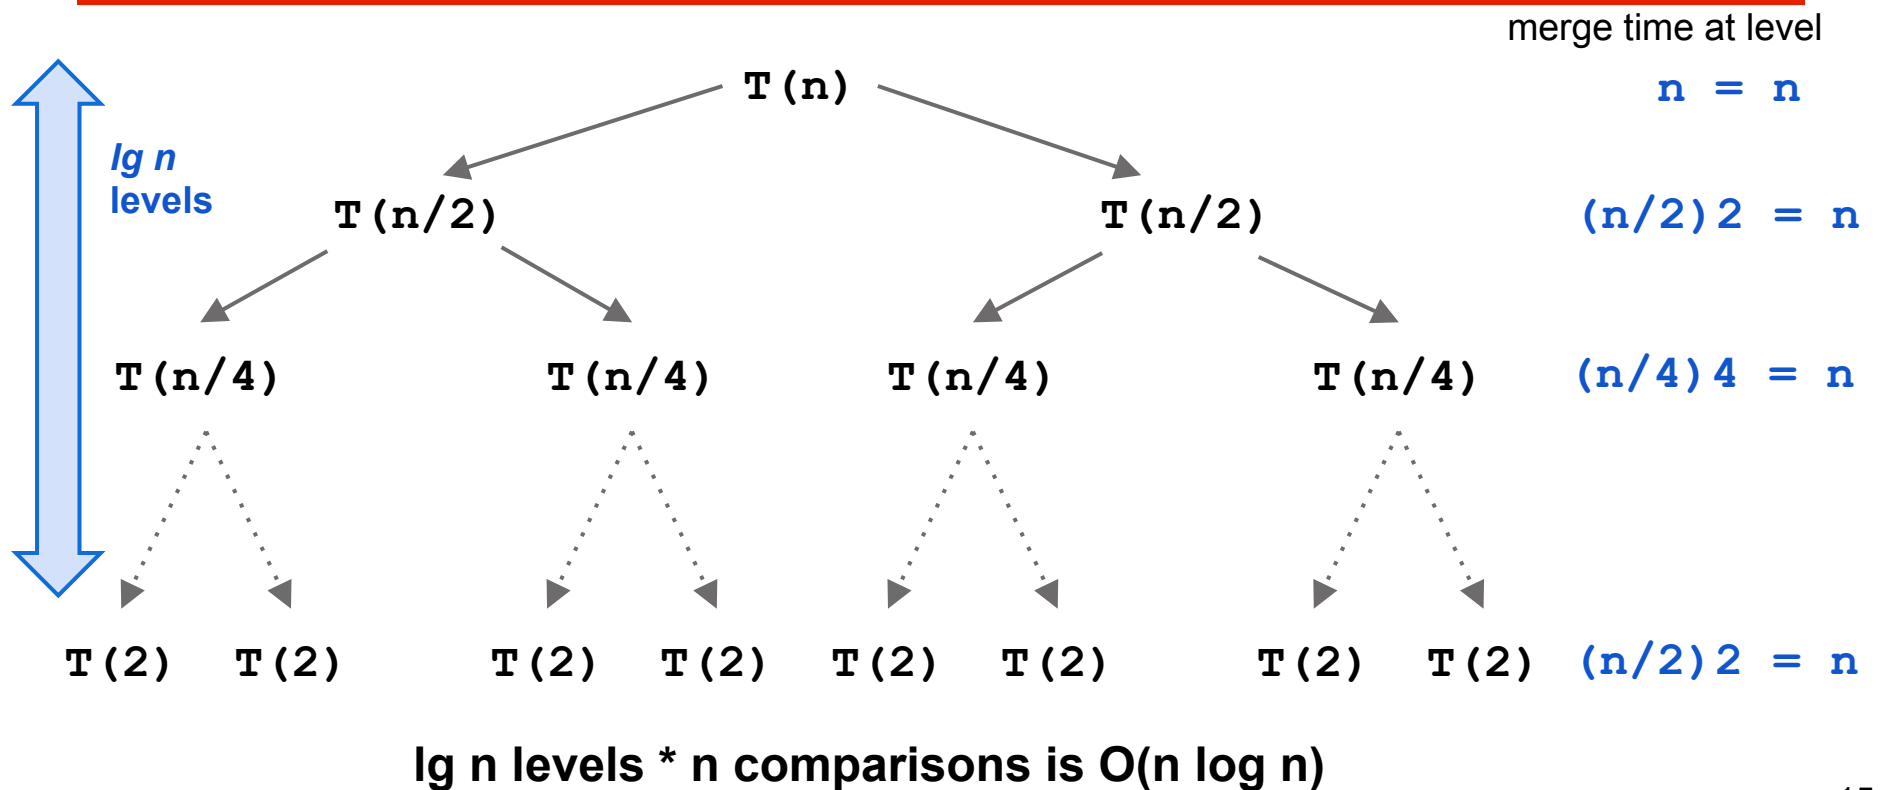 merge time at level
T(n)
n = n
lg n
levels
T(n/2) T(n/2) (n/2)2 = n
T(n/4) T(n/4) T(n/4) T(n/4) (n/4)4 = n
T(2) T(2) T(2) T(2) T(2) T(2) T(2) T(2) (n/2)2 = n
lg n levels * n comparisons is O(n log n)